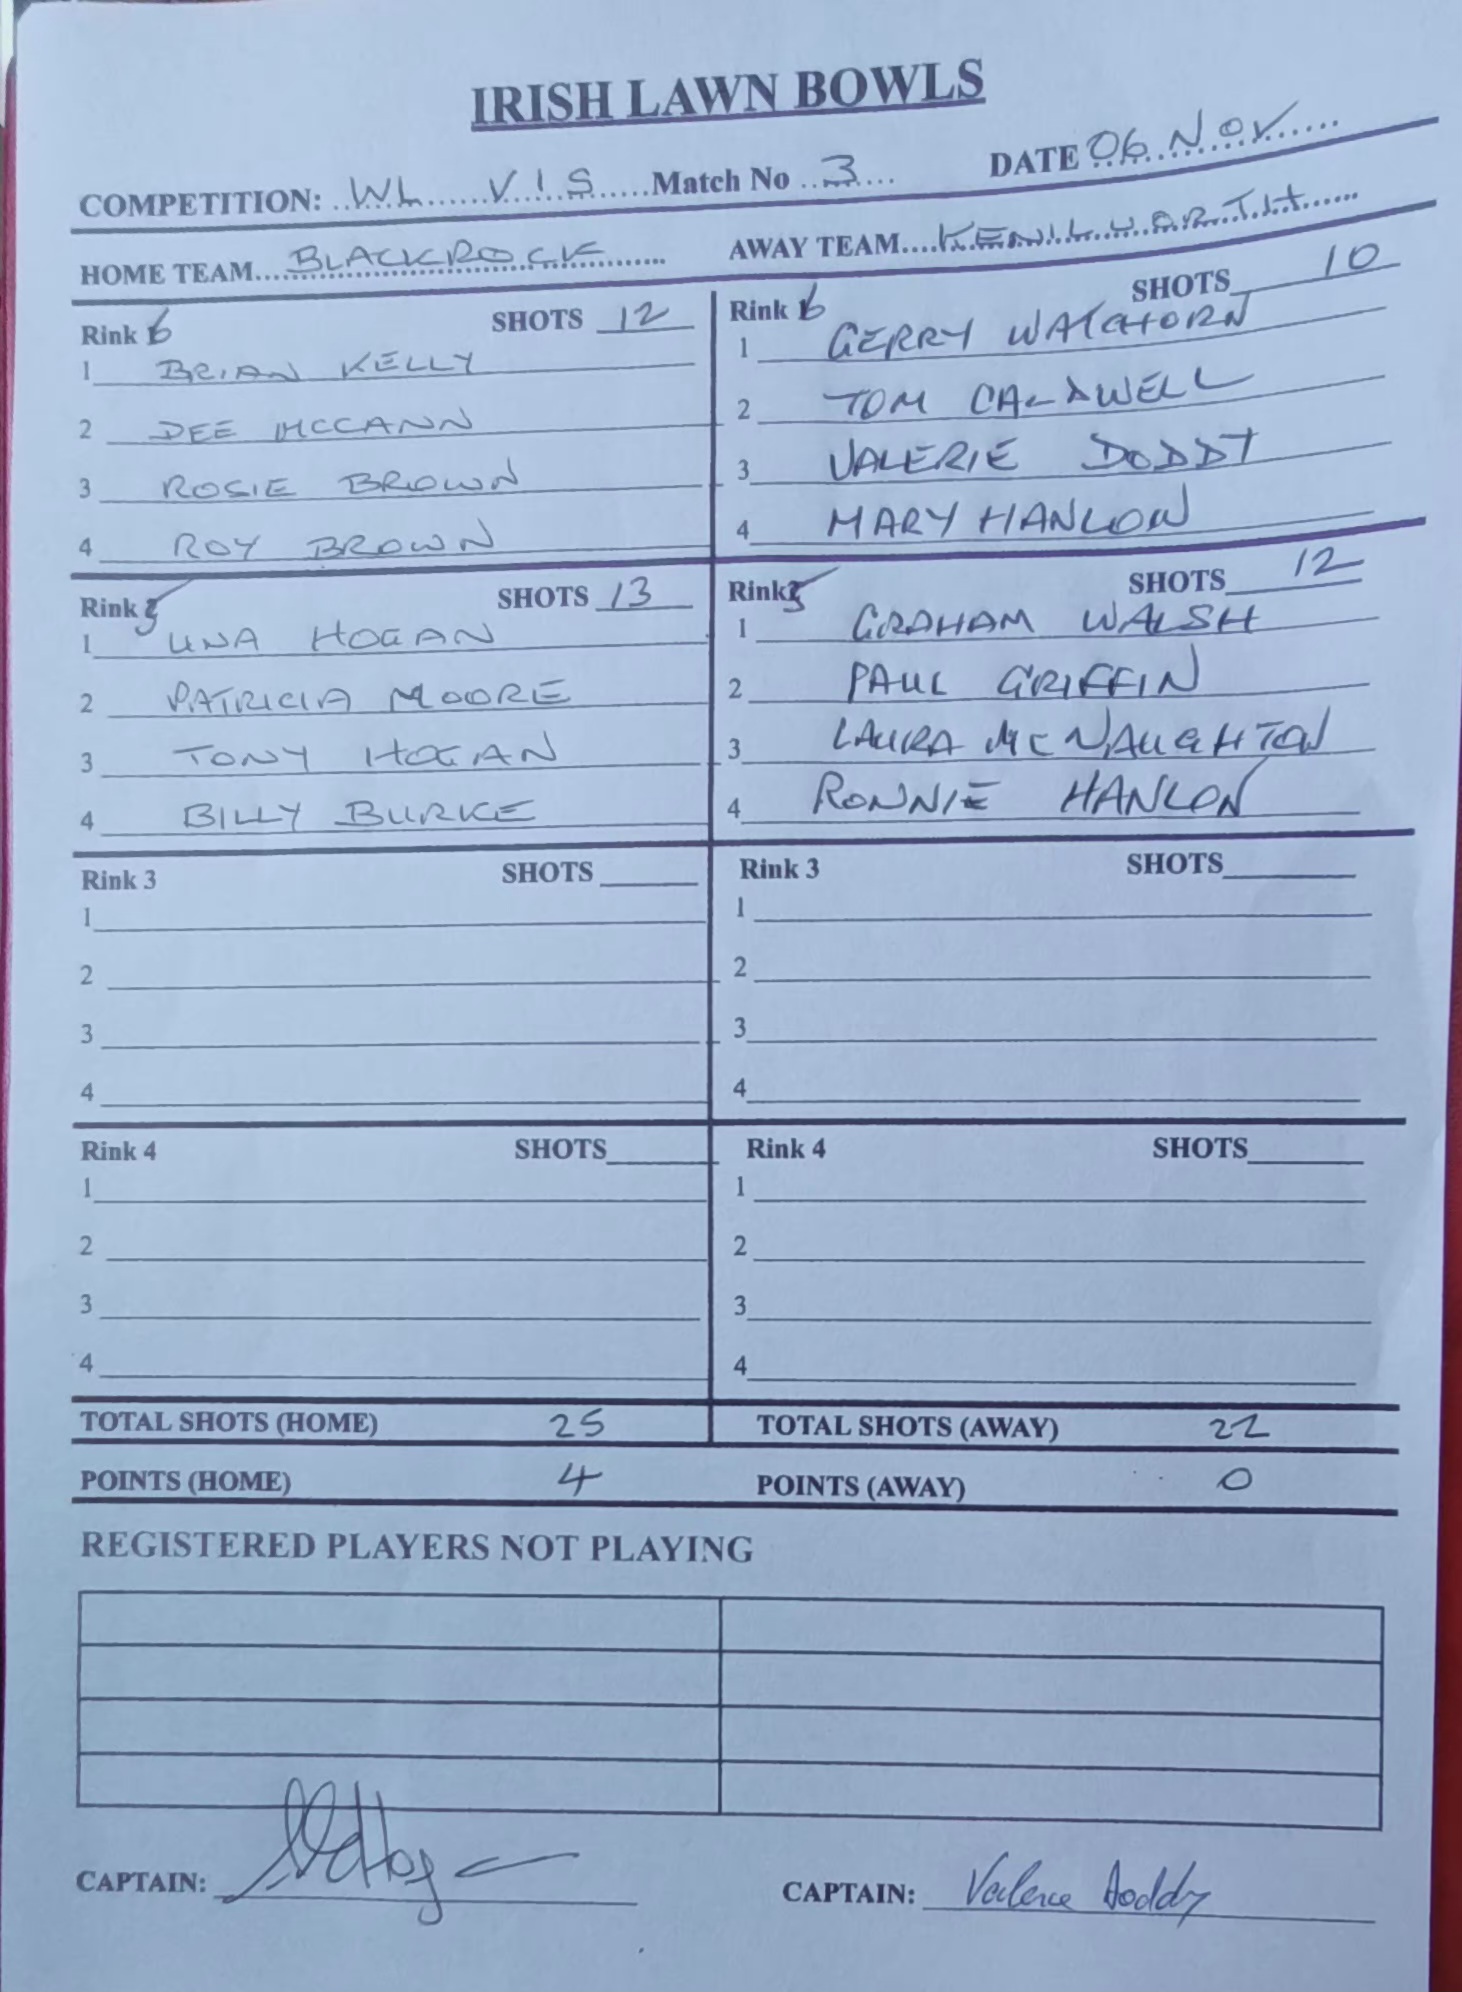 IRISH LAWN BOWLS
COMPETITION: WL V.I.S Match No 3 DATE 06 NOV
HOME TEAM BLACKROCK AWAY TEAM KENILWORTH
Rink 6 SHOTS 12 Rink 6 SHOTS 10
1 BRIAN KELLY 1 GERRY WATCHORN
2 DEE MCCANN 2 TOM CALDWELL
3 ROSIE BROWN 3 VALERIE DODDY
4 ROY BROWN 4 MARY HANLON
Rink 5 SHOTS 13 Rink 5 SHOTS 12
1 UNA HOGAN 1 GRAHAM WALSH
2 PATRICIA MOORE 2 PAUL GRIFFIN
3 TONY HOGAN 3 LAURA MCNAUGHTON
4 BILLY BURKE 4 RONNIE HANLON
Rink 3 SHOTS Rink 3 SHOTS
1 1
2 2
3 3
4 4
Rink 4 SHOTS Rink 4 SHOTS
1 1
2 2
3 3
4 4
TOTAL SHOTS (HOME) 25 TOTAL SHOTS (AWAY) 22
POINTS (HOME) 4 POINTS (AWAY) 0
REGISTERED PLAYERS NOT PLAYING
CAPTAIN: CAPTAIN: Valerie Doddy